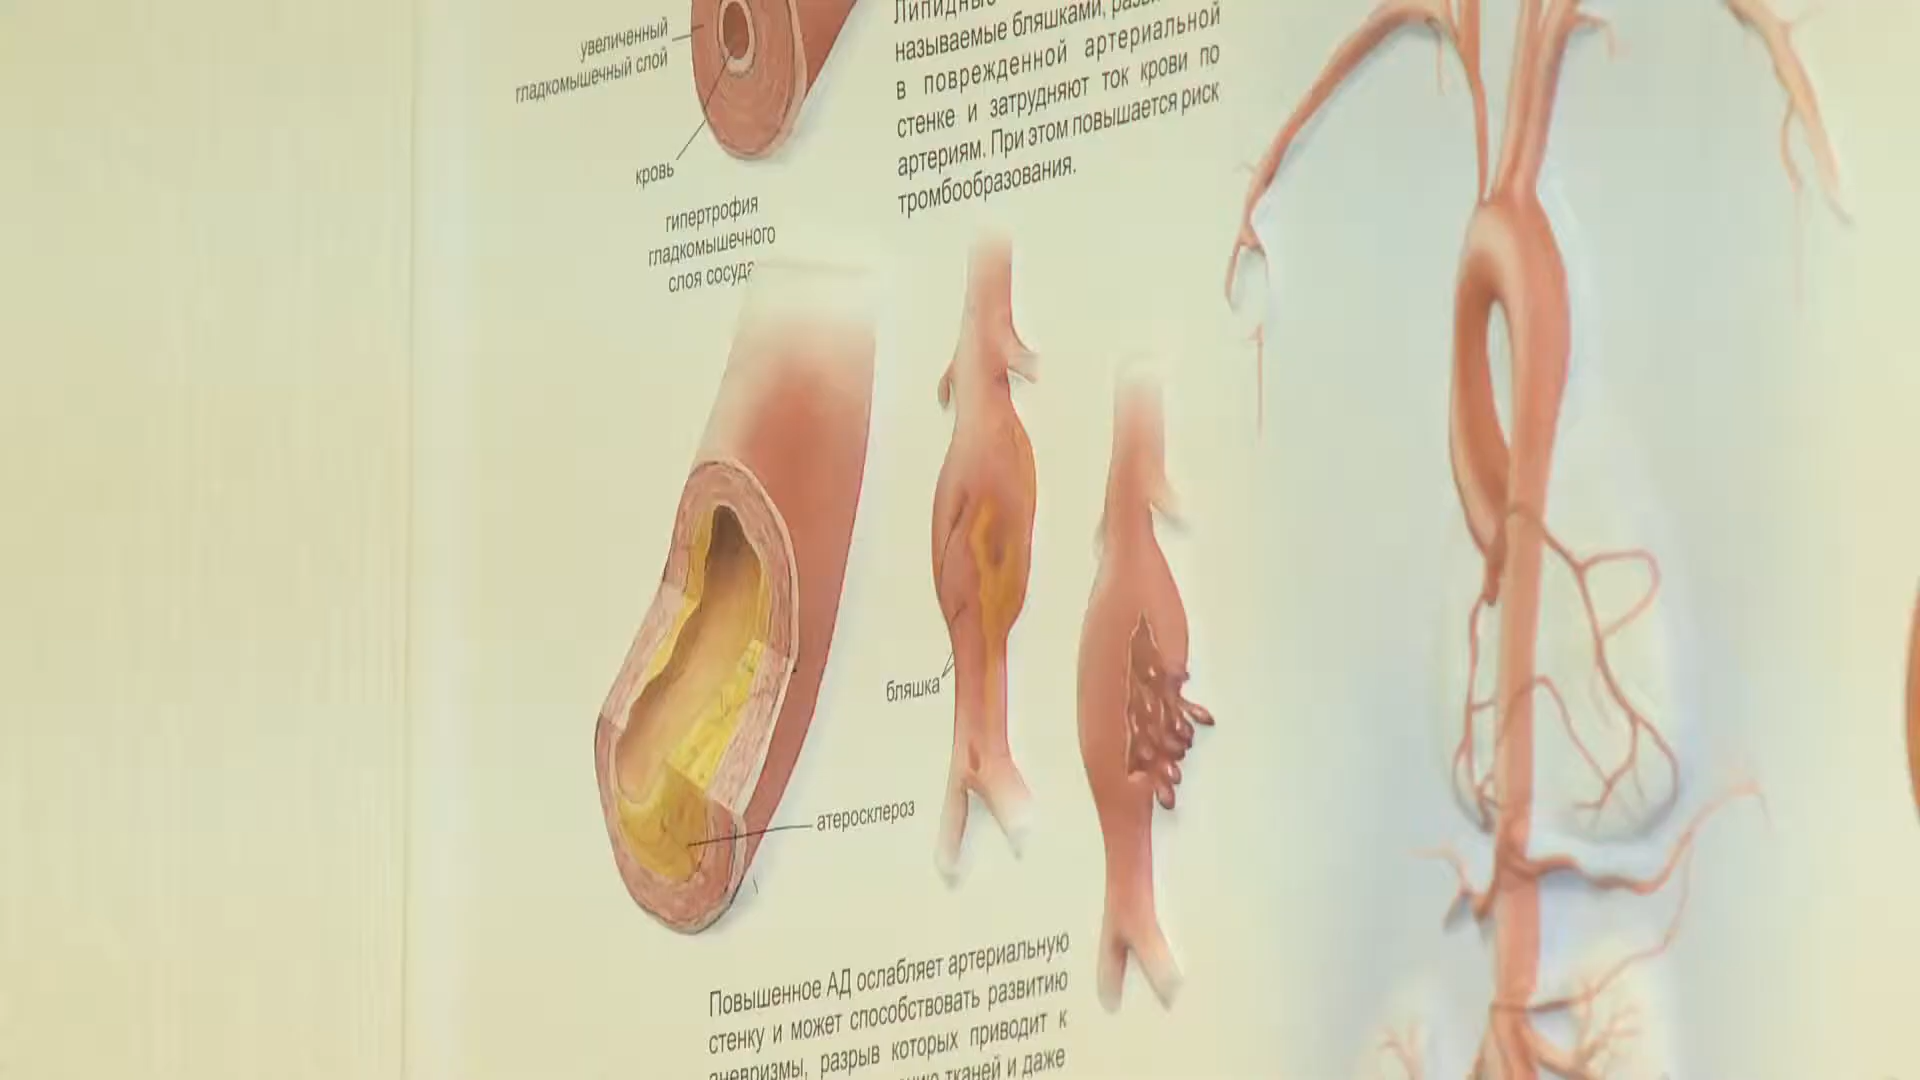 увеличенный
гладкомышечный слой
кровь
гипертрофия
гладкомышечного
слоя сосуда
Липидные
называемые бляшками,
в поврежденной артериальной
стенке и затрудняют ток крови по
артериям. При этом повышается риск
тромбообразования.
бляшка
атеросклероз
Повышенное АД ослабляет артериальную
стенку и может способствовать развитию
аневризмы, разрыв которых приводит к
тканей и даже